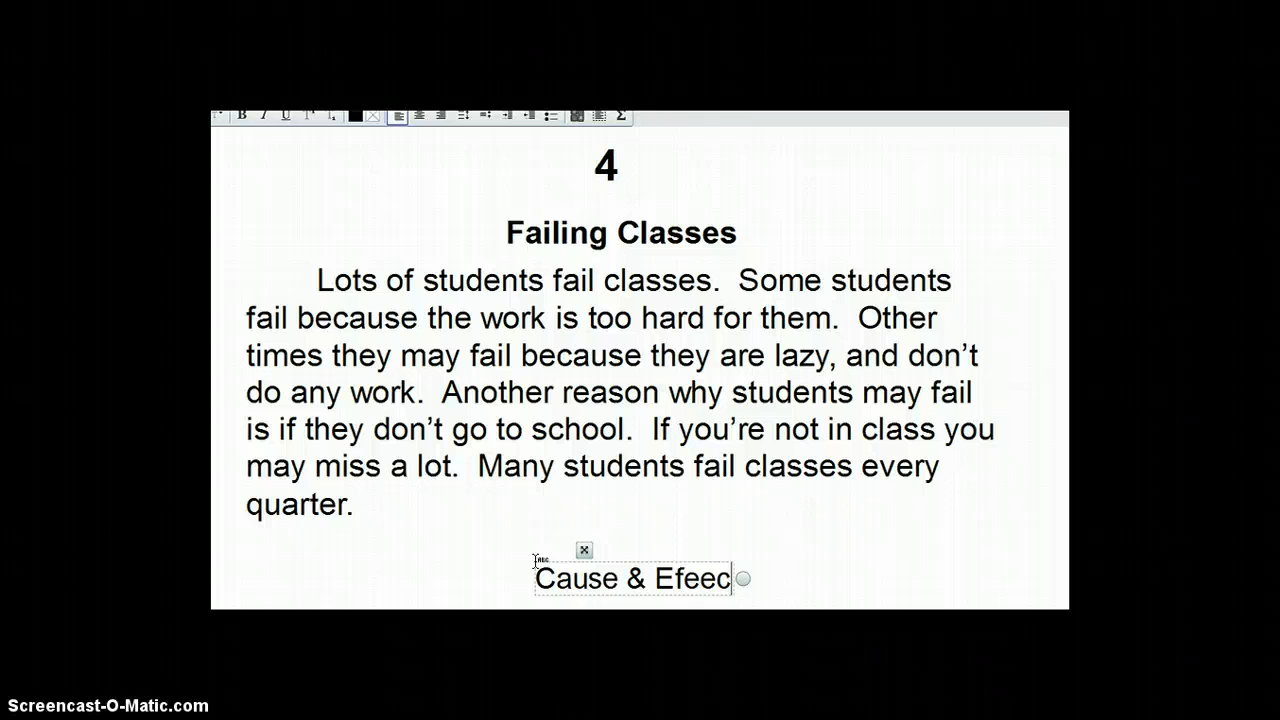 4
Failing Classes
Lots of students fail classes.  Some students
fail because the work is too hard for them.  Other
times they may fail because they are lazy, and don’t
do any work.  Another reason why students may fail
is if they don’t go to school.  If you’re not in class you
may miss a lot.  Many students fail classes every
quarter.
Cause & Efeec
Screencast-O-Matic.com